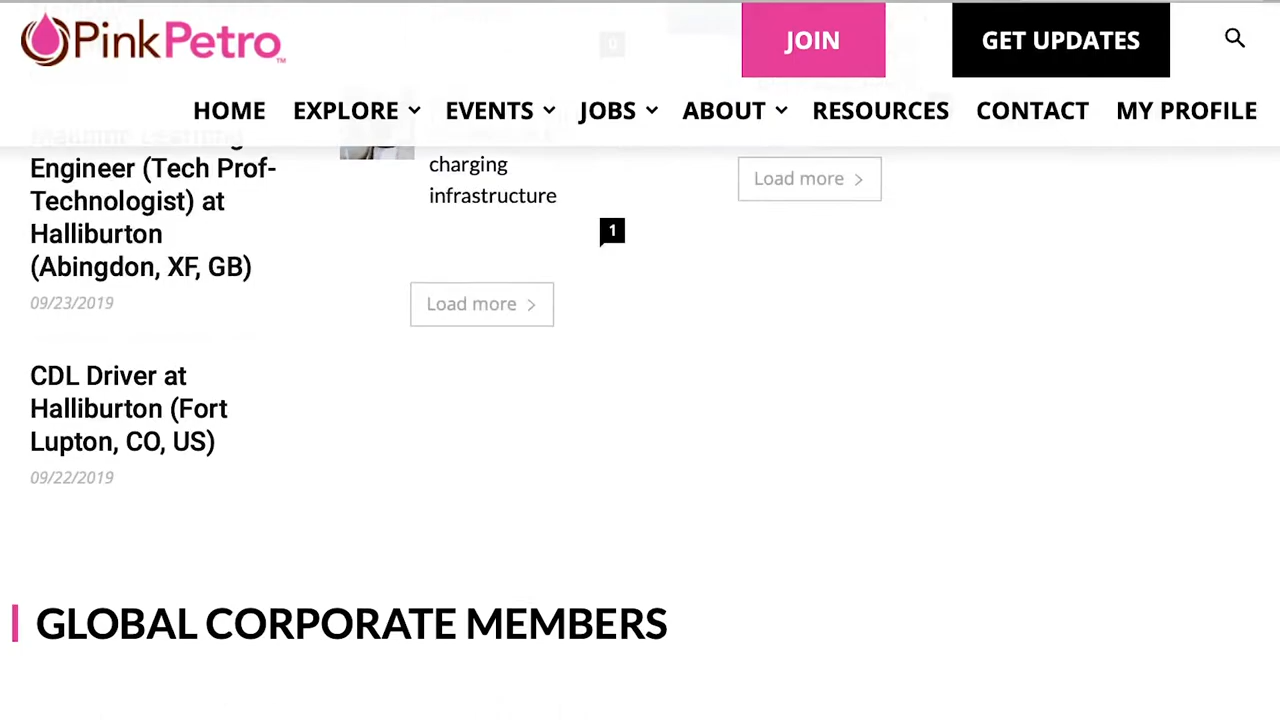 PinkPetro™
JOIN
GET UPDATES
HOME
EXPLORE
EVENTS
JOBS
ABOUT
RESOURCES
CONTACT
MY PROFILE
Engineer (Tech Prof-
Technologist) at
Halliburton
(Abingdon, XF, GB)
09/23/2019
CDL Driver at
Halliburton (Fort
Lupton, CO, US)
09/22/2019
0
charging
infrastructure
1
Load more
Load more
GLOBAL CORPORATE MEMBERS